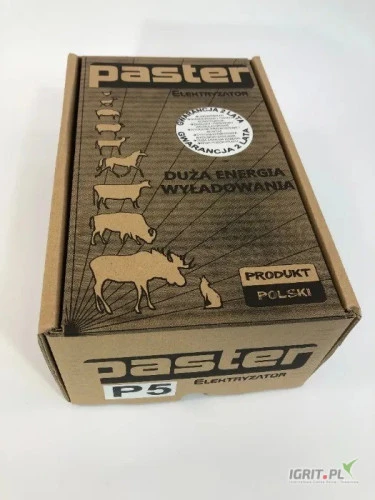 paster
ELEKTRYZATOR
GWARANCJA 2 LATA
GWARANCJA 2 LATA
DUŻA ENERGIA
WYŁADOWANIA
PRODUKT
POLSKI
paster
ELEKTRYZATOR
P5
IGRIT.PL